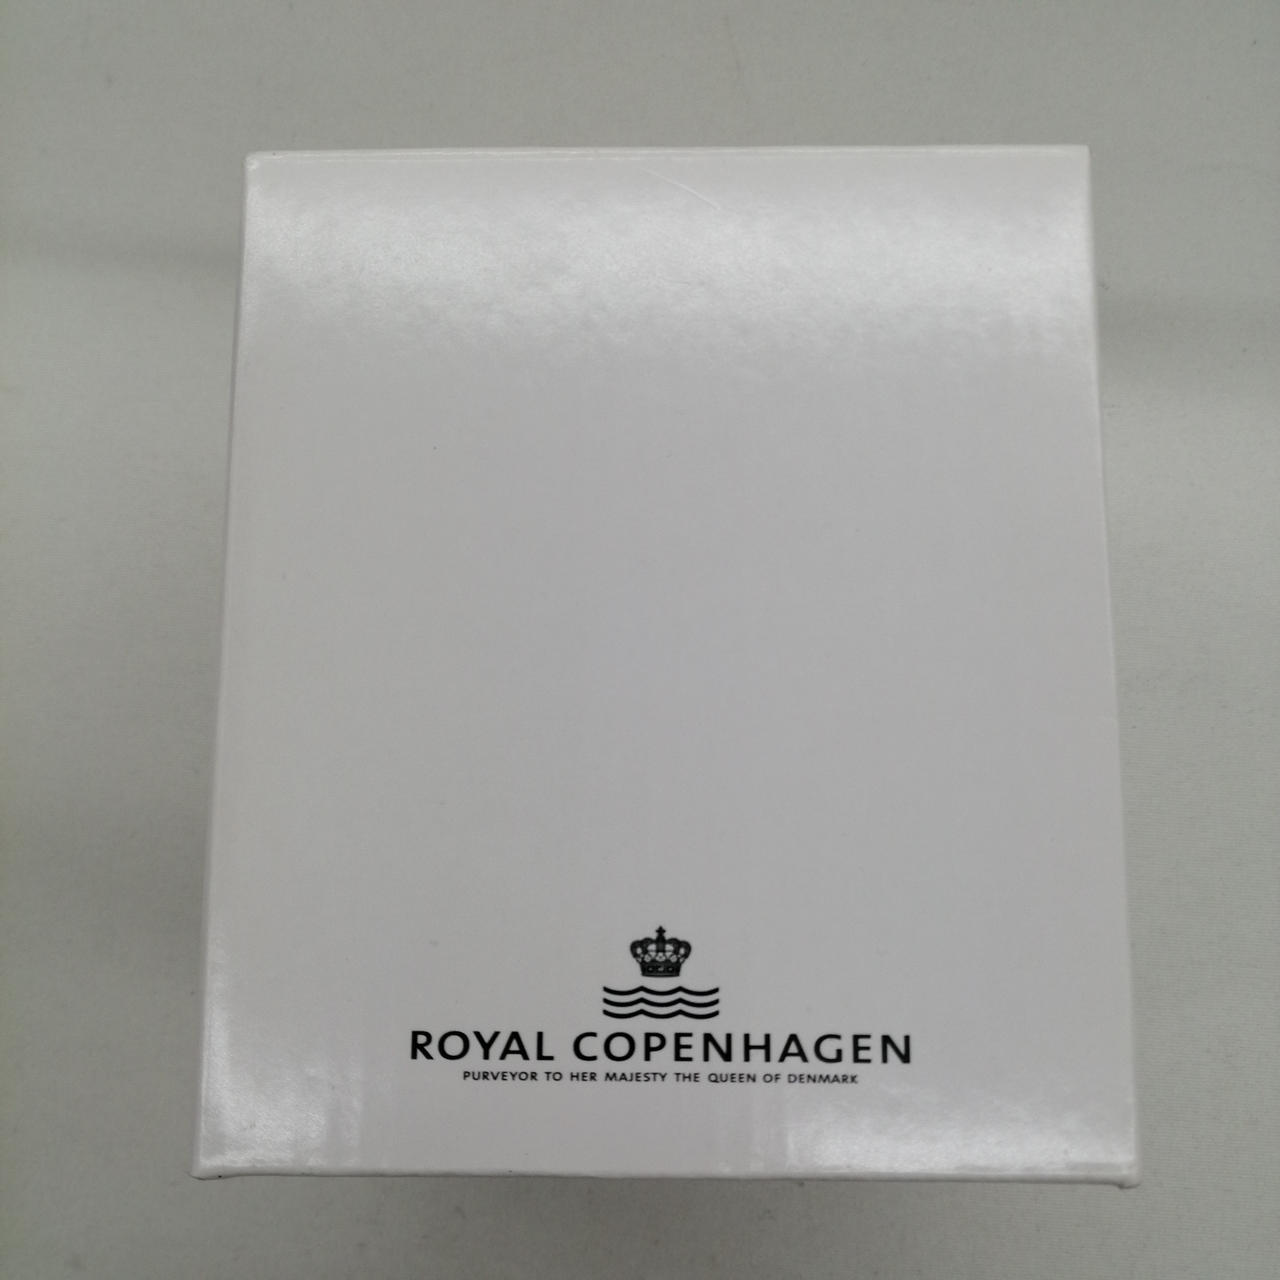 ROYAL COPENHAGEN
PURVEYOR TO HER MAJESTY THE QUEEN OF DENMARK